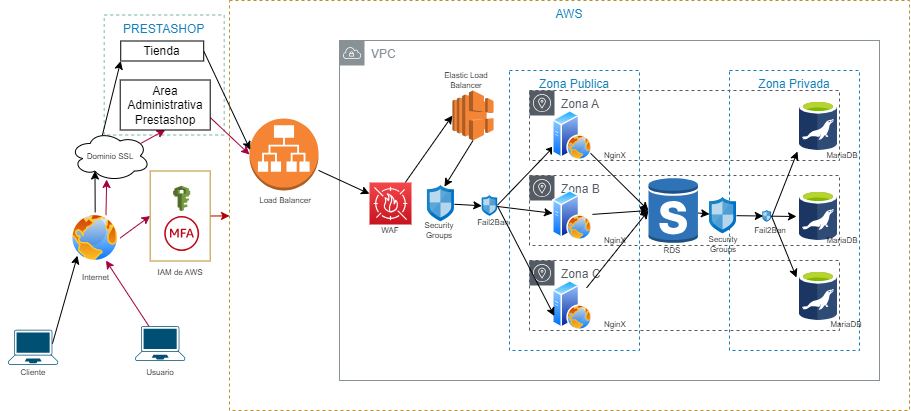 AWS
PRESTASHOP
Tienda
Area
Administrativa
Prestashop
Dominio SSL
Load Balancer
MFA
IAM de AWS
Internet
Cliente
Usuario
VPC
WAF
Elastic Load
Balancer
Security
Groups
Fail2Ban
Zona Publica
Zona A
NginX
Zona B
NginX
Zona C
NginX
S
RDS
Security
Groups
Fail2Ban
Zona Privada
MariaDB
MariaDB
MariaDB